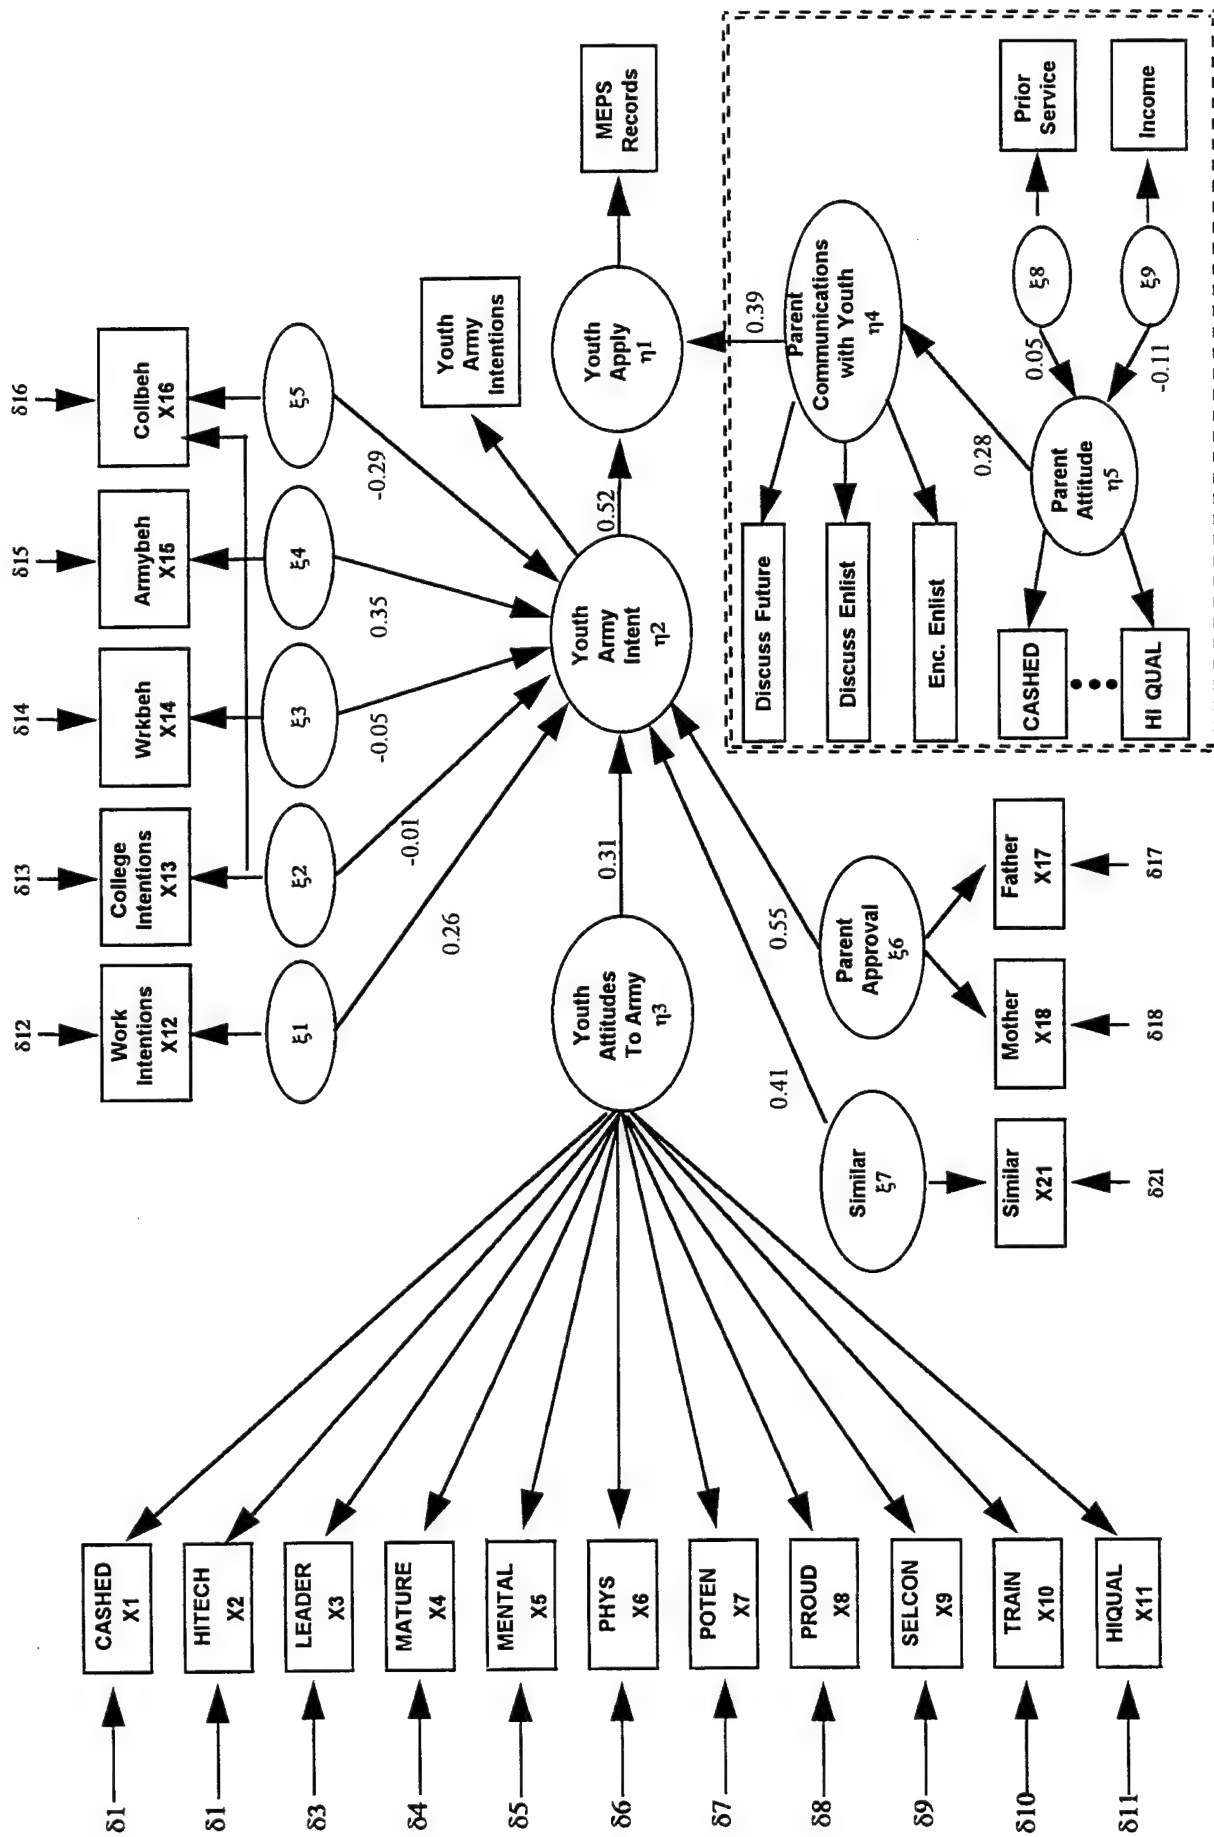 δ1
CASHED
X1
δ1
HITECH
X2
δ3
LEADER
X3
δ4
MATURE
X4
δ5
MENTAL
X5
δ6
PHYS
X6
δ7
POTEN
X7
δ8
PROUD
X8
δ9
SELCON
X9
δ10
TRAIN
X10
δ11
HIQUAL
X11
δ12
Work
Intentions
X12
ξ1
δ13
College
Intentions
X13
ξ2
δ14
Wrkbeh
X14
ξ3
δ15
Armybeh
X15
ξ4
δ16
Collbeh
X16
ξ5
0.26
-0.01
-0.05
0.35
-0.29
Youth
Attitudes
To Army
η3
0.31
Youth
Army
Intent
η2
0.52
Youth
Army
Intentions
Youth
Apply
η1
MEPS
Records
0.41
0.55
Similar
ξ7
Similar
X21
δ21
Parent
Approval
ξ6
Mother
X18
δ18
Father
X17
δ17
0.39
Discuss Future
Discuss Enlist
Enc. Enlist
Parent
Communications
with Youth
η4
0.28
CASHED
HI QUAL
Parent
Attitude
η5
0.05
-0.11
ξ8
ξ9
Prior
Service
Income